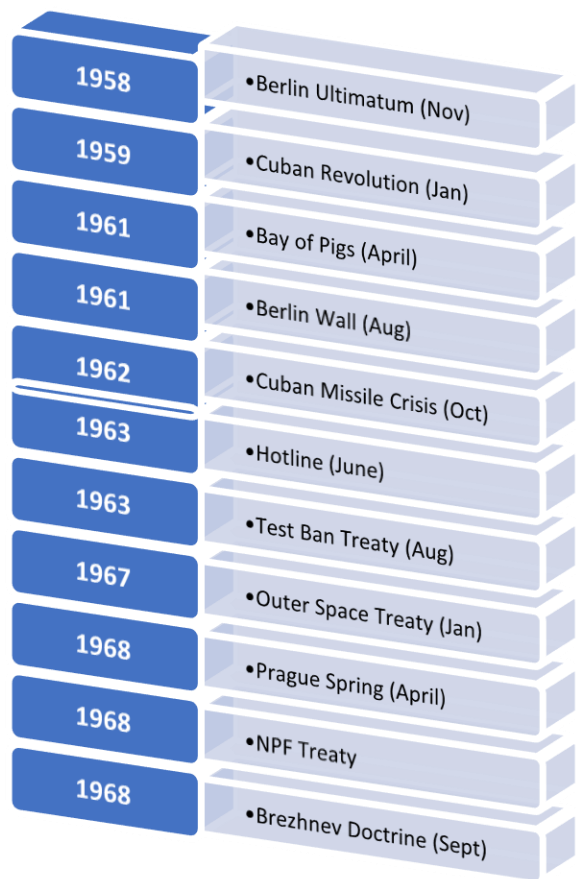 1958
•Berlin Ultimatum (Nov)
1959
•Cuban Revolution (Jan)
1961
•Bay of Pigs (April)
1961
•Berlin Wall (Aug)
1962
•Cuban Missile Crisis (Oct)
1963
•Hotline (June)
1963
•Test Ban Treaty (Aug)
1967
•Outer Space Treaty (Jan)
1968
•Prague Spring (April)
1968
•NPF Treaty
1968
•Brezhnev Doctrine (Sept)